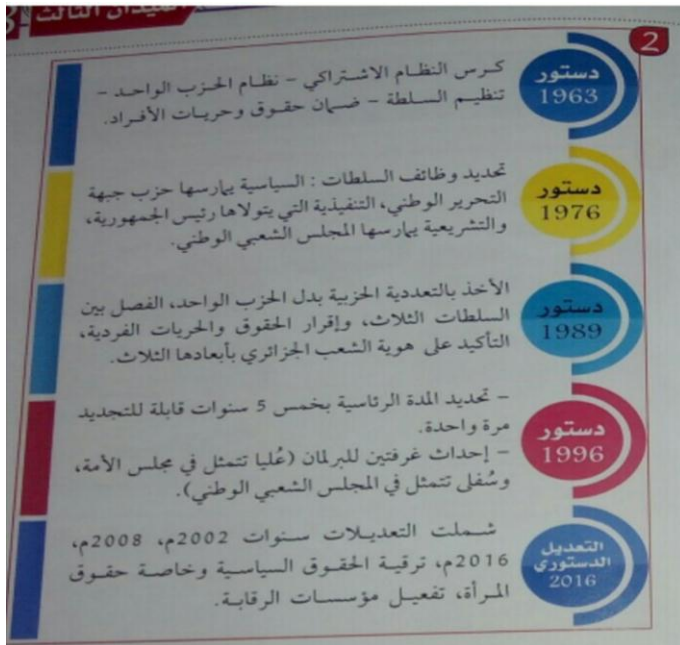 الميدان الثالث
2
دستور
1963
كرس النظام الاشتراكي - نظام الحزب الواحد -
تنظيم السلطة - ضمان حقوق وحريات الأفراد.
دستور
1976
تحديد وظائف السلطات : السياسية يمارسها حزب جبهة
التحرير الوطني، التنفيذية التي يتولاها رئيس الجمهورية،
والتشريعية يمارسها المجلس الشعبي الوطني.
دستور
1989
الأخذ بالتعددية الحزبية بدل الحزب الواحد، الفصل بين
السلطات الثلاث، وإقرار الحقوق والحريات الفردية،
التأكيد على هوية الشعب الجزائري بأبعادها الثلاث.
دستور
1996
- تحديد المدة الرئاسية بخمس 5 سنوات قابلة للتجديد
مرة واحدة.
- إحداث غرفتين للبرلمان (عُليا تتمثل في مجلس الأمة،
وسُفلى تتمثل في المجلس الشعبي الوطني).
التعديل
الدستوري
2016
شملت التعديلات سنوات 2002م، 2008م،
2016م، ترقية الحقوق السياسية وخاصة حقوق
المرأة، تفعيل مؤسسات الرقابة.